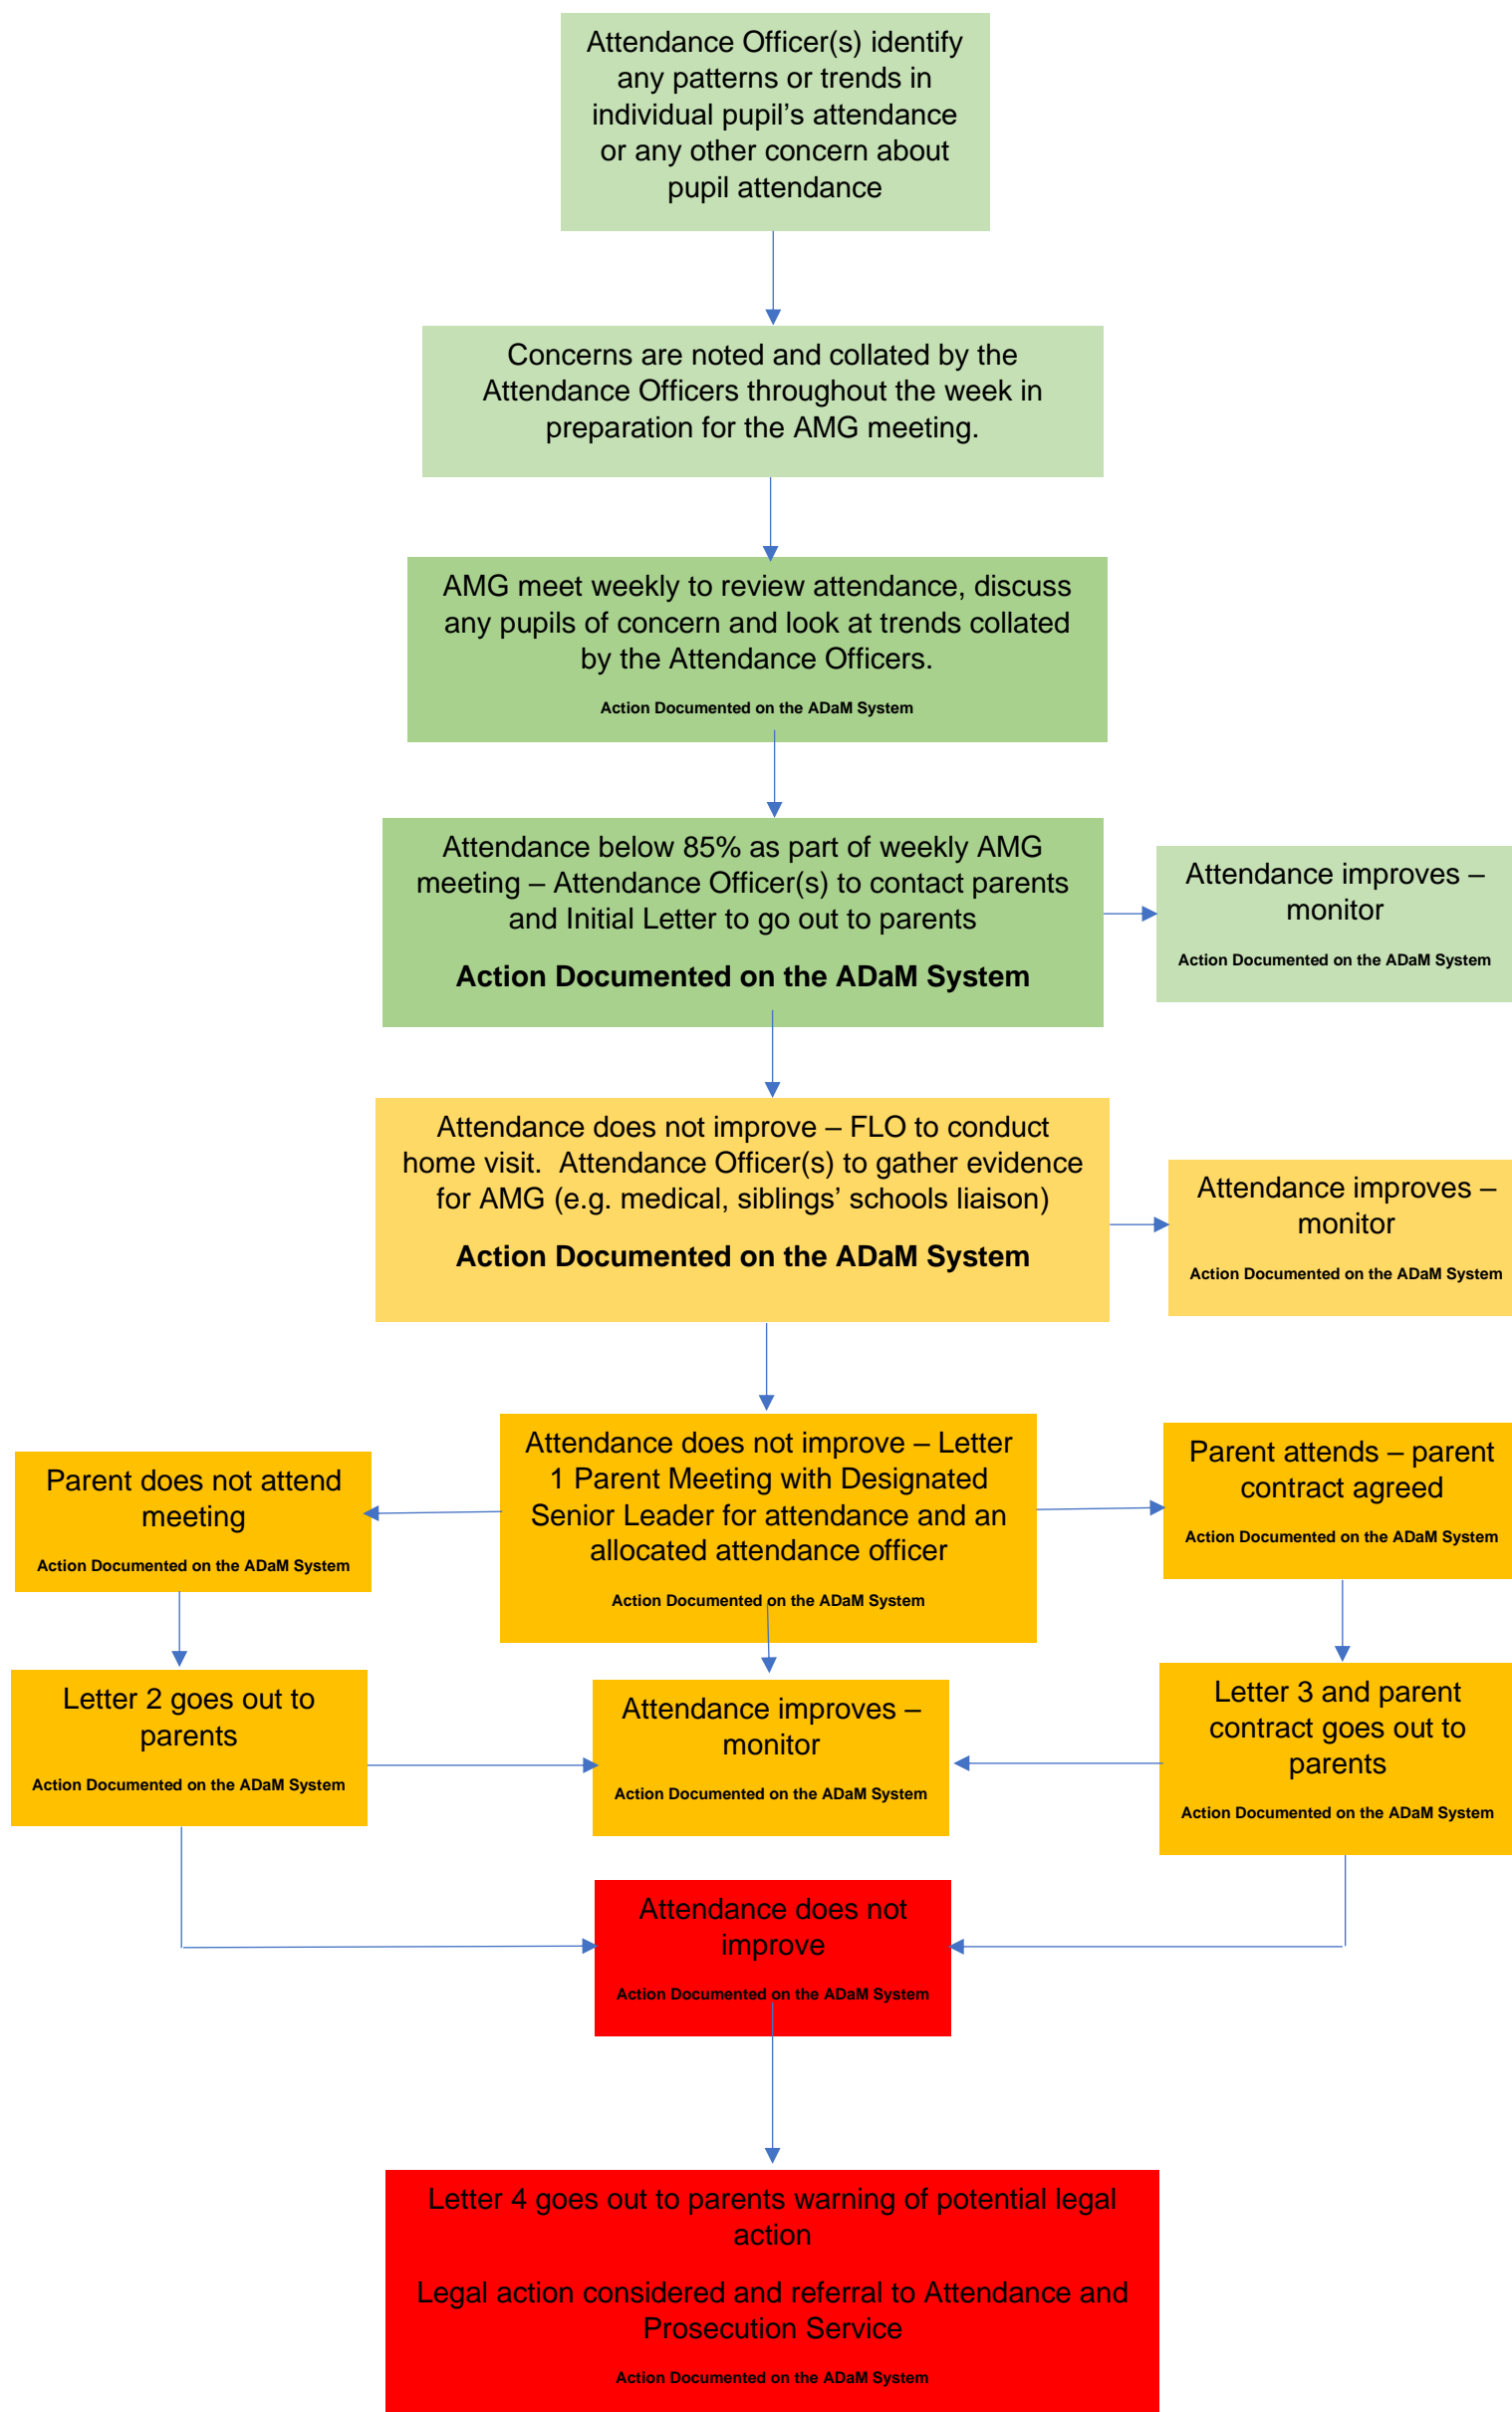 Attendance Officer(s) identify
any patterns or trends in
individual pupil’s attendance
or any other concern about
pupil attendance
Concerns are noted and collated by the
Attendance Officers throughout the week in
preparation for the AMG meeting.
AMG meet weekly to review attendance, discuss
any pupils of concern and look at trends collated
by the Attendance Officers.
Action Documented on the ADaM System
Attendance below 85% as part of weekly AMG
meeting – Attendance Officer(s) to contact parents
and Initial Letter to go out to parents
Action Documented on the ADaM System
Attendance improves –
monitor
Action Documented on the ADaM System
Attendance does not improve – FLO to conduct
home visit.  Attendance Officer(s) to gather evidence
for AMG (e.g. medical, siblings’ schools liaison)
Action Documented on the ADaM System
Attendance improves –
monitor
Action Documented on the ADaM System
Parent does not attend
meeting
Action Documented on the ADaM System
Attendance does not improve – Letter
1 Parent Meeting with Designated
Senior Leader for attendance and an
allocated attendance officer
Action Documented on the ADaM System
Parent attends – parent
contract agreed
Action Documented on the ADaM System
Letter 2 goes out to
parents
Action Documented on the ADaM System
Attendance improves –
monitor
Action Documented on the ADaM System
Letter 3 and parent
contract goes out to
parents
Action Documented on the ADaM System
Attendance does not
improve
Action Documented on the ADaM System
Letter 4 goes out to parents warning of potential legal
action
Legal action considered and referral to Attendance and
Prosecution Service
Action Documented on the ADaM System